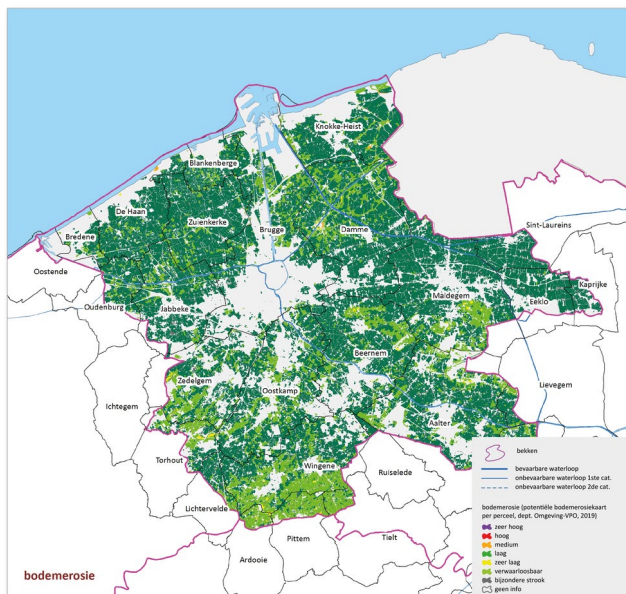 Knokke-Heist
Blankenberge
De Haan
Zuienkerke
Bredene
Brugge
Damme
Sint-Laureins
Oostende
Kaprijke
Maldegem
Eeklo
Oudenburg
Jabbeke
Beernem
Zedelgem
Oostkamp
Lievegem
Ichtegem
Aalter
Torhout
Wingene
Ruiselede
Lichtervelde
Pittem
Tielt
Ardooie
bodemerosie
bekken
bevaarbare waterloop
onbevaarbare waterloop 1ste cat.
onbevaarbare waterloop 2de cat.
bodemerosie (potentiële bodemerosiekaart
per perceel, dept. Omgeving-VPO, 2019)
zeer hoog
hoog
medium
laag
zeer laag
verwaarloosbaar
bijzondere strook
geen info